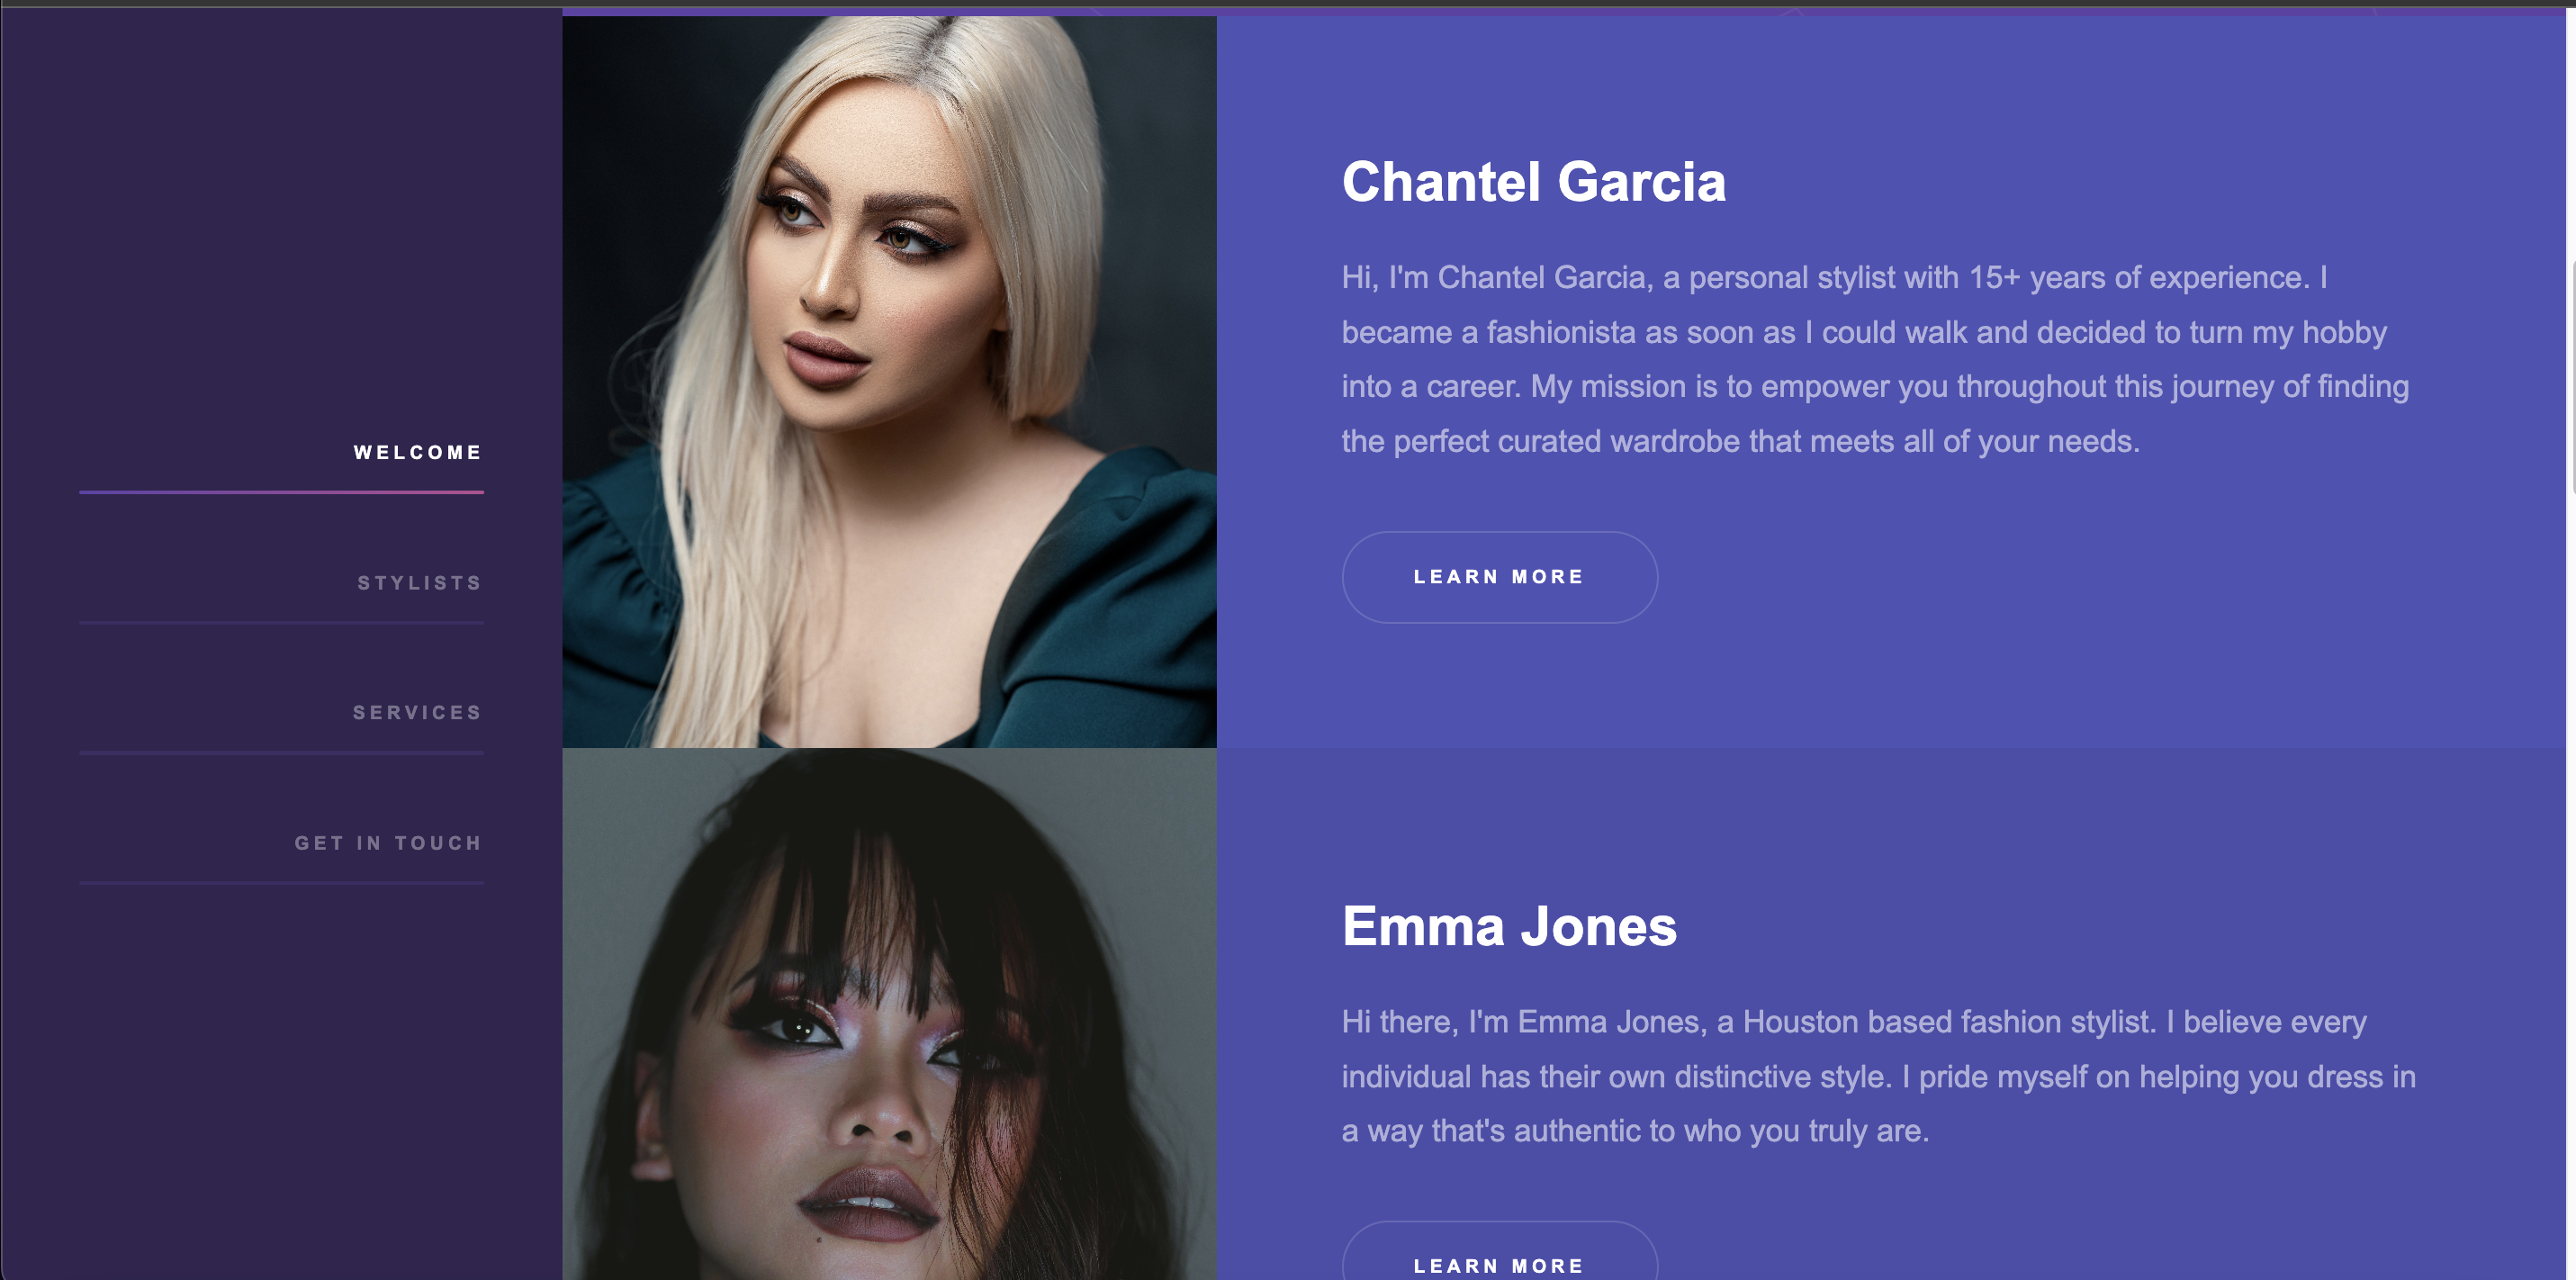 WELCOME
STYLISTS
SERVICES
GET IN TOUCH
Chantel Garcia
Hi, I'm Chantel Garcia, a personal stylist with 15+ years of experience. I
became a fashionista as soon as I could walk and decided to turn my hobby
into a career. My mission is to empower you throughout this journey of finding
the perfect curated wardrobe that meets all of your needs.
LEARN MORE
Emma Jones
Hi there, I'm Emma Jones, a Houston based fashion stylist. I believe every
individual has their own distinctive style. I pride myself on helping you dress in
a way that's authentic to who you truly are.
LEARN MORE